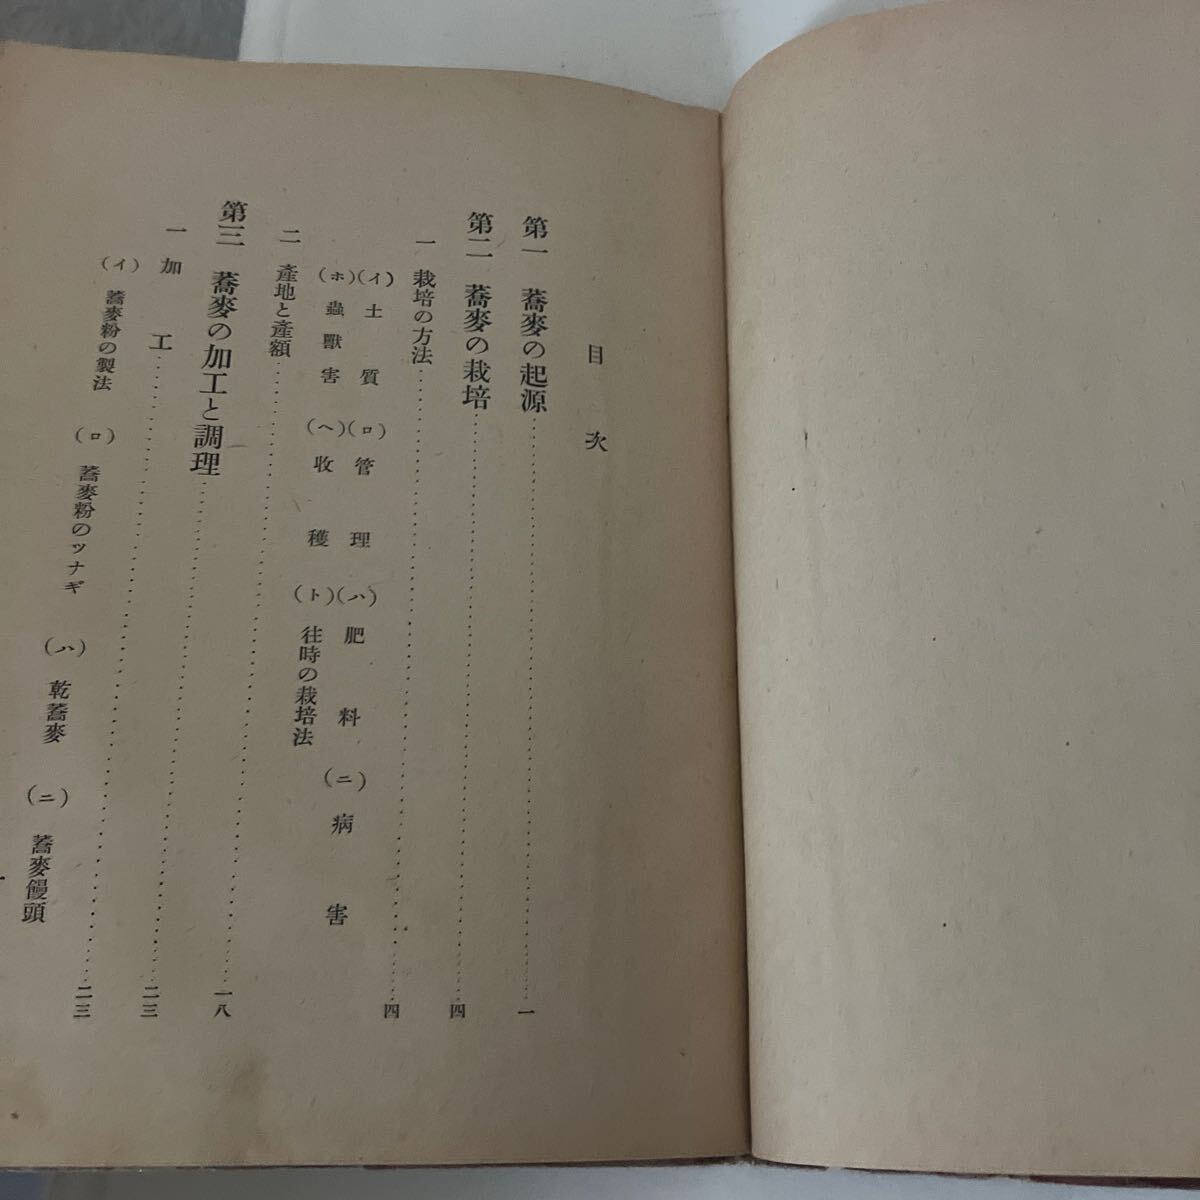 目次
第一 蕎麥の起源……一
第二 蕎麥の栽培……四
一 栽培の方法……四
(イ)土質 (ロ)管理 (ハ)肥料 (ニ)病害
(ホ)蟲獸害 (ヘ)收穫 (ト)往時の栽培法
二 產地と產額……一八
第三 蕎麥の加工と調理……二三
一 加工……二三
(イ)蕎麥粉の製法 (ロ)蕎麥粉のツナギ (ハ)乾蕎麥 (ニ)蕎麥饅頭
一